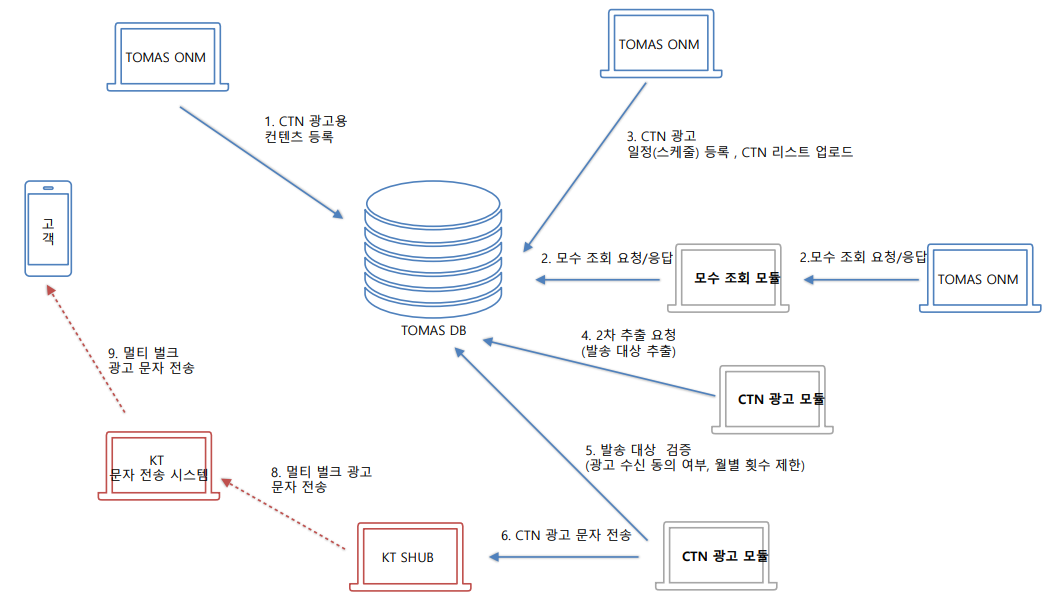 TOMAS ONM
TOMAS ONM
1. CTN 광고용
컨텐츠 등록
3. CTN 광고
일정(스케줄) 등록 , CTN 리스트 업로드
고
객
2. 모수 조회 요청/응답
모수 조회 모듈
2.모수 조회 요청/응답
TOMAS ONM
TOMAS DB
4. 2차 추출 요청
(발송 대상 추출)
9. 멀티 벌크
광고 문자 전송
CTN 광고 모듈
5. 발송 대상 검증
(광고 수신 동의 여부, 월별 횟수 제한)
KT
문자 전송 시스템
8. 멀티 벌크 광고
문자 전송
6. CTN 광고 문자 전송
KT SHUB
CTN 광고 모듈